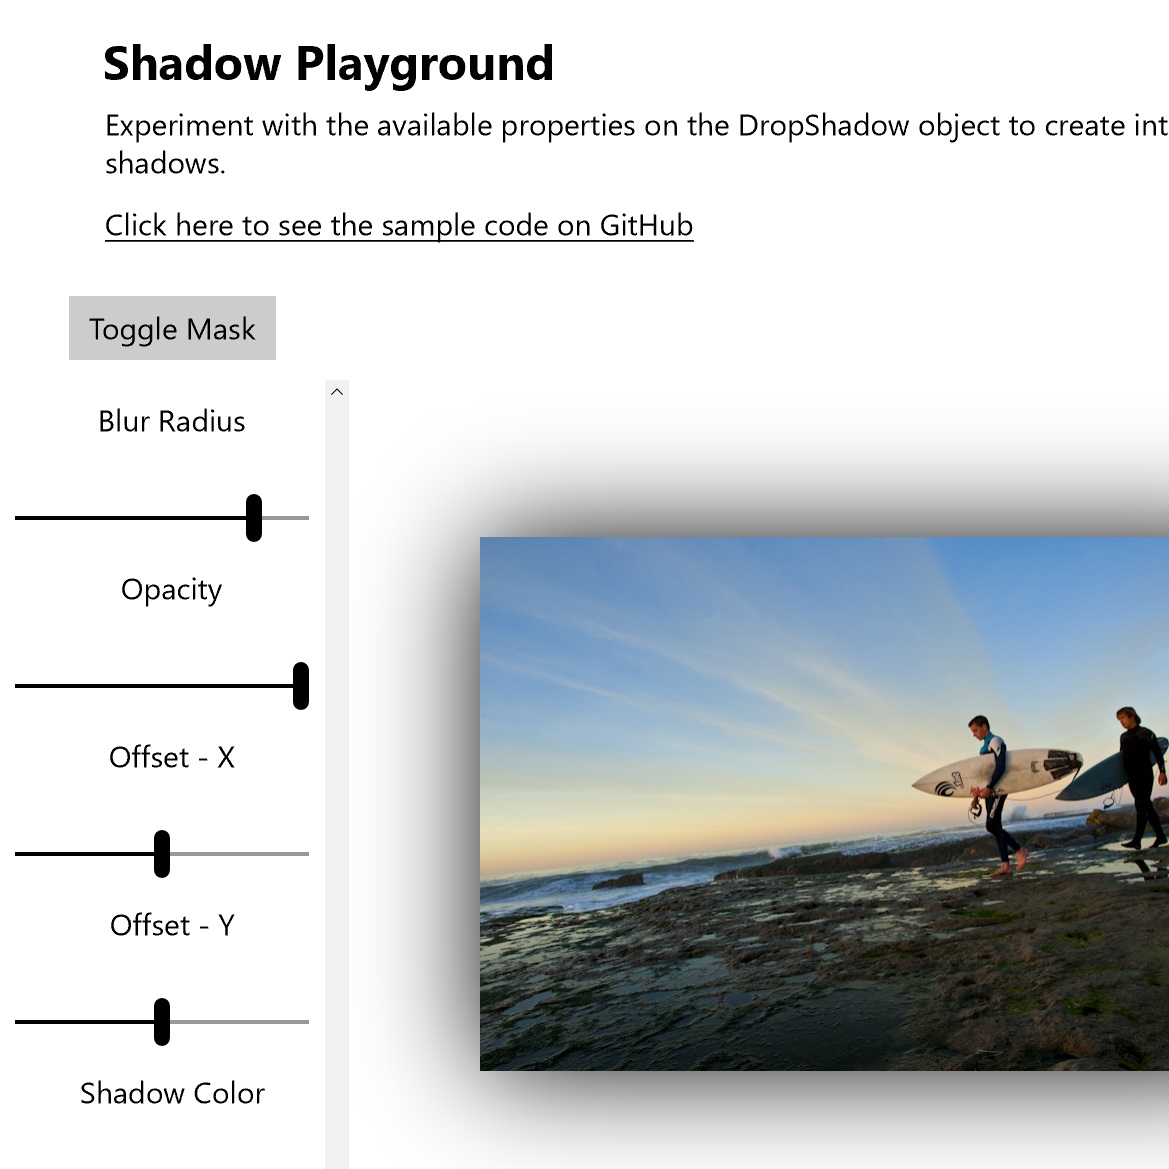 Shadow Playground
Experiment with the available properties on the DropShadow object to create int
shadows.
Click here to see the sample code on GitHub
Toggle Mask
Blur Radius
Opacity
Offset - X
Offset - Y
Shadow Color